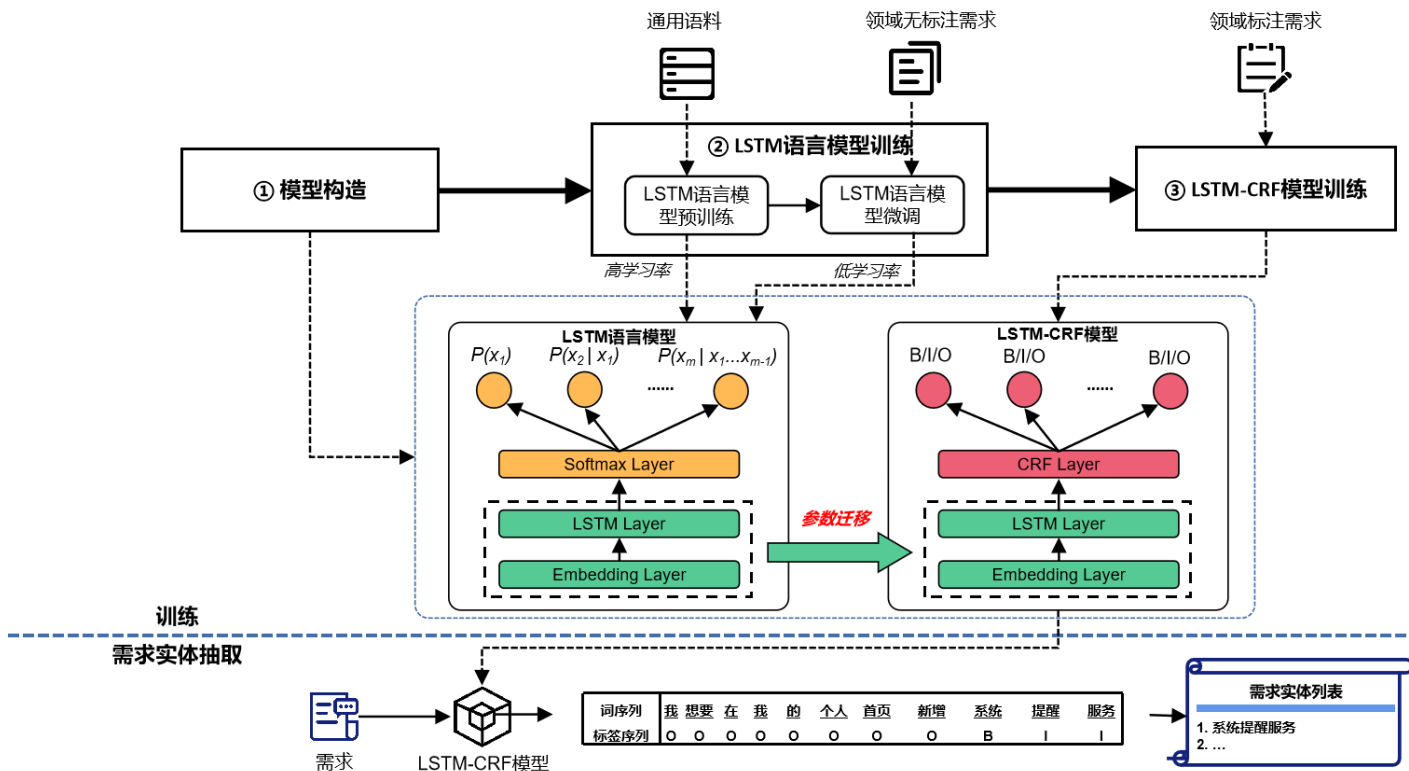 通用语料
领域无标注需求
领域标注需求
① 模型构造
② LSTM语言模型训练
LSTM语言模
型预训练
LSTM语言模
型微调
③ LSTM-CRF模型训练
高学习率
低学习率
LSTM语言模型
P(x1)
P(x2 | x1)
P(xm | x1...xm-1)
......
Softmax Layer
LSTM Layer
Embedding Layer
参数迁移
LSTM-CRF模型
B/I/O
B/I/O
B/I/O
......
CRF Layer
LSTM Layer
Embedding Layer
训练
需求实体抽取
需求
LSTM-CRF模型
词序列 我 想要 在 我 的 个人 首页 新增 系统 提醒 服务
标签序列 O O O O O O O O B I I
需求实体列表
1. 系统提醒服务
2. ...